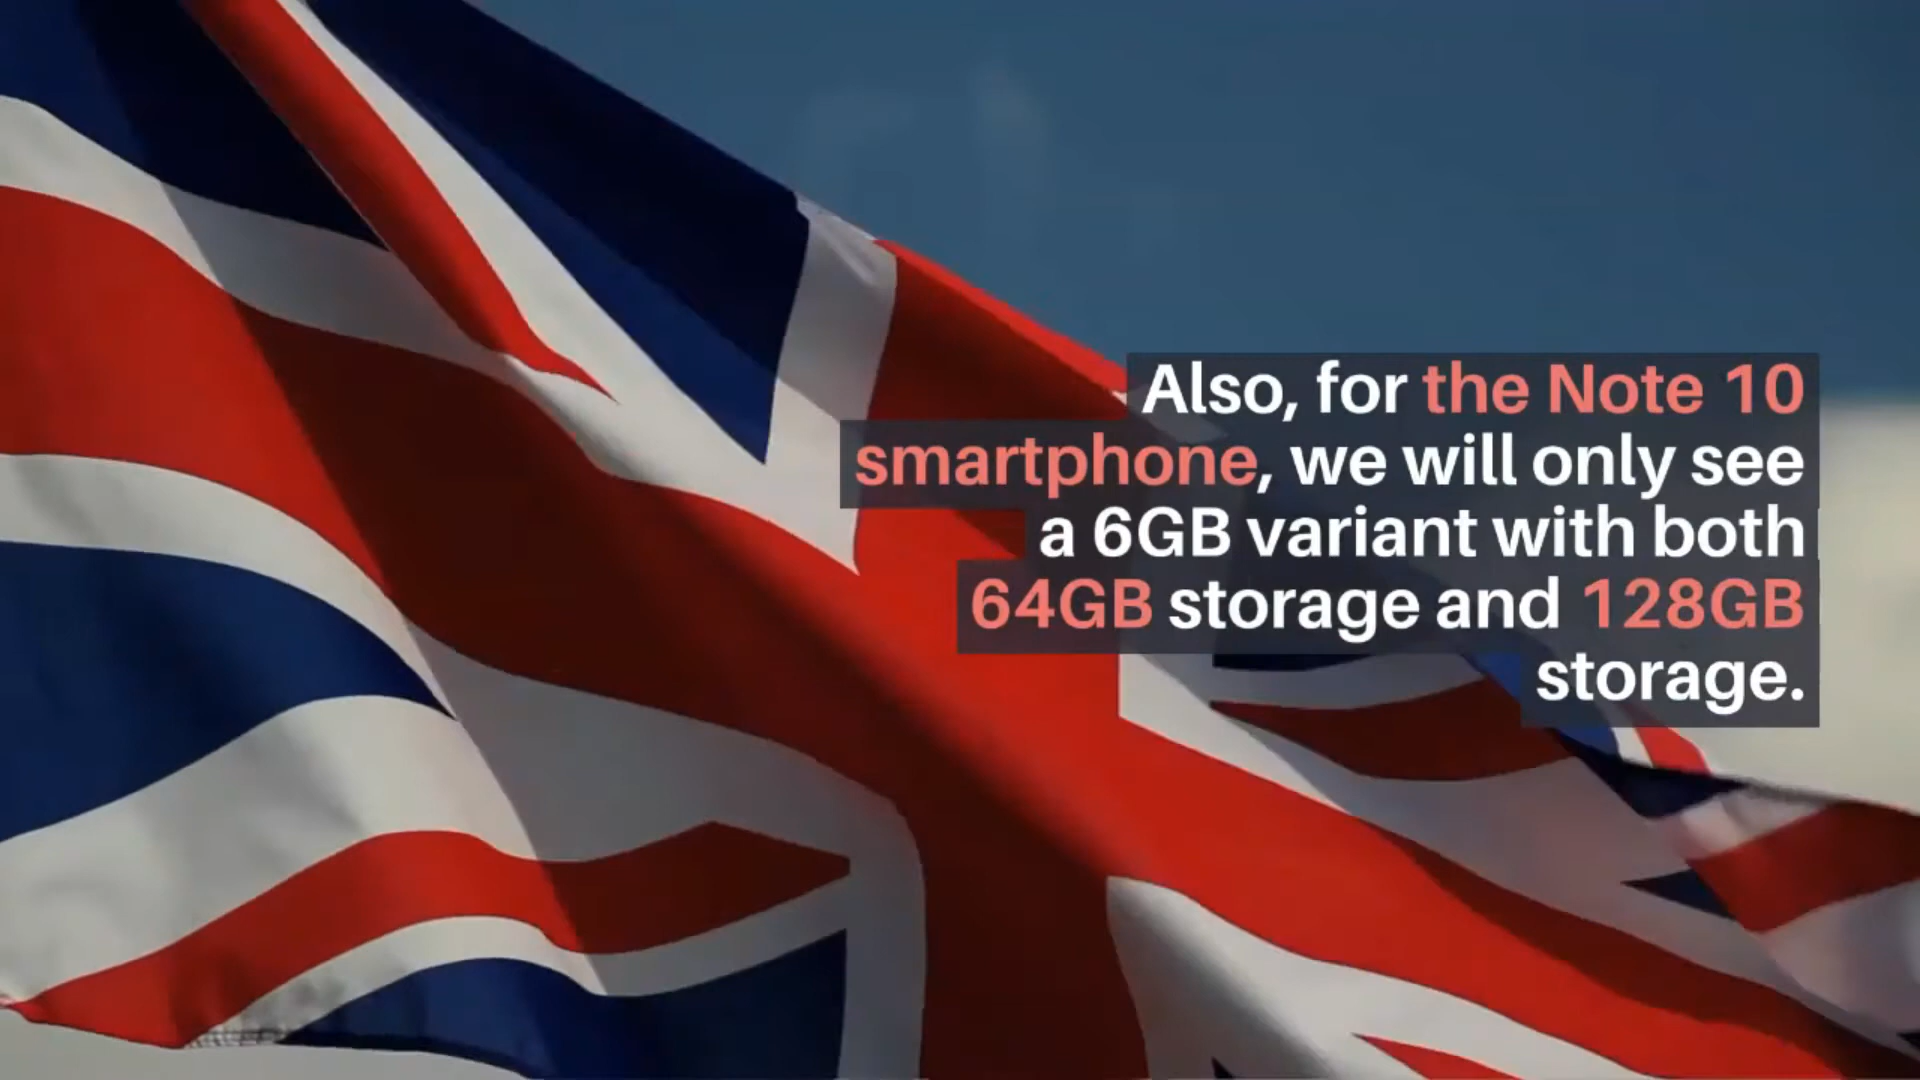 Also, for the Note 10
smartphone, we will only see
a 6GB variant with both
64GB storage and 128GB
storage.